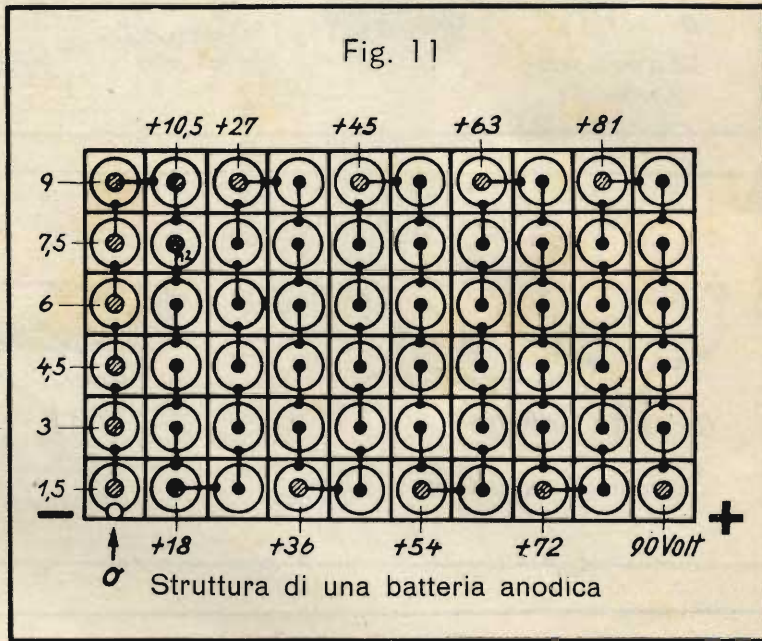 Fig. 11
+10,5 +27 +45 +63 +81
9
7,5
6
4,5
3
1,5
− +
+18 +36 +54 +72 90 Volt
σ
Struttura di una batteria anodica